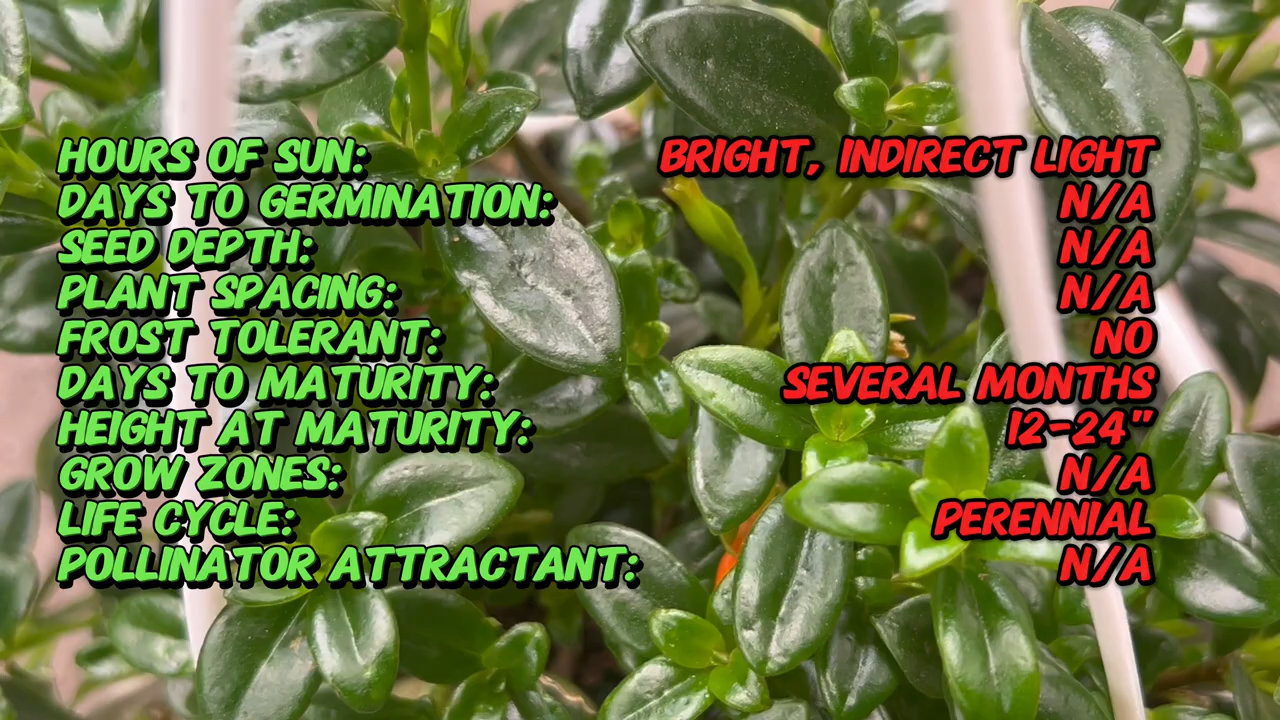 HOURS OF SUN: BRIGHT, INDIRECT LIGHT
DAYS TO GERMINATION: N/A
SEED DEPTH: N/A
PLANT SPACING: N/A
FROST TOLERANT: NO
DAYS TO MATURITY: SEVERAL MONTHS
HEIGHT AT MATURITY: 12-24"
GROW ZONES: N/A
LIFE CYCLE: PERENNIAL
POLLINATOR ATTRACTANT: N/A